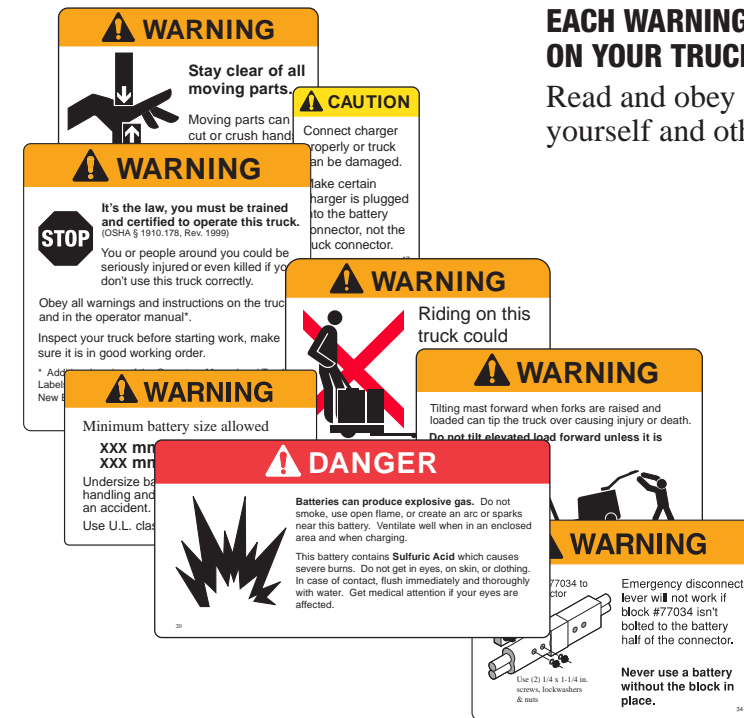 EACH WARNING
ON YOUR TRUCK
Read and obey
yourself and oth
WARNING
Stay clear of all
moving parts.
Moving parts can
cut or crush hand
CAUTION
Connect charger
properly or truck
can be damaged.
Make certain
charger is plugged
into the battery
connector, not the
truck connector.
WARNING
STOP
It's the law, you must be trained
and certified to operate this truck.
(OSHA § 1910.178, Rev. 1999)
You or people around you could be
seriously injured or even killed if you
don't use this truck correctly.
Obey all warnings and instructions on the truc
and in the operator manual*.
Inspect your truck before starting work, make
sure it is in good working order.
Labels
New
WARNING
Riding on this
truck could
WARNING
Tilting mast forward when forks are raised and
loaded can tip the truck over causing injury or death.
Do not tilt elevated load forward unless it is
WARNING
Minimum battery size allowed
XXX mm
XXX mm
Undersize ba
handling and
an accident.
Use U.L. clas
DANGER
Batteries can produce explosive gas. Do not
smoke, use open flame, or create an arc or sparks
near this battery. Ventilate well when in an enclosed
area and when charging.
This battery contains Sulfuric Acid which causes
severe burns. Do not get in eyes, on skin, or clothing.
In case of contact, flush immediately and thoroughly
with water. Get medical attention if your eyes are
affected.
20
WARNING
77034 to
ctor
Use (2) 1/4 x 1-1/4 in.
screws, lockwashers
& nuts
Emergency disconnect
lever will not work if
block #77034 isn't
bolted to the battery
half of the connector.
Never use a battery
without the block in
place.
34